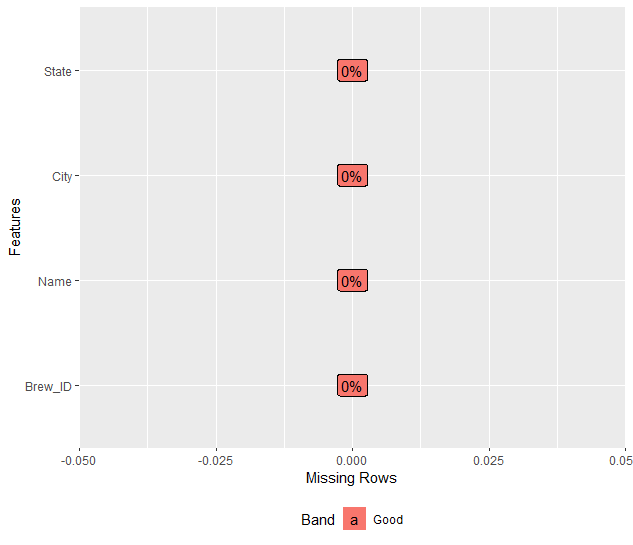 State
0%
City
0%
Features
Name
0%
Brew_ID
0%
-0.050
-0.025
0.000
0.025
0.05
Missing Rows
Band
a
Good